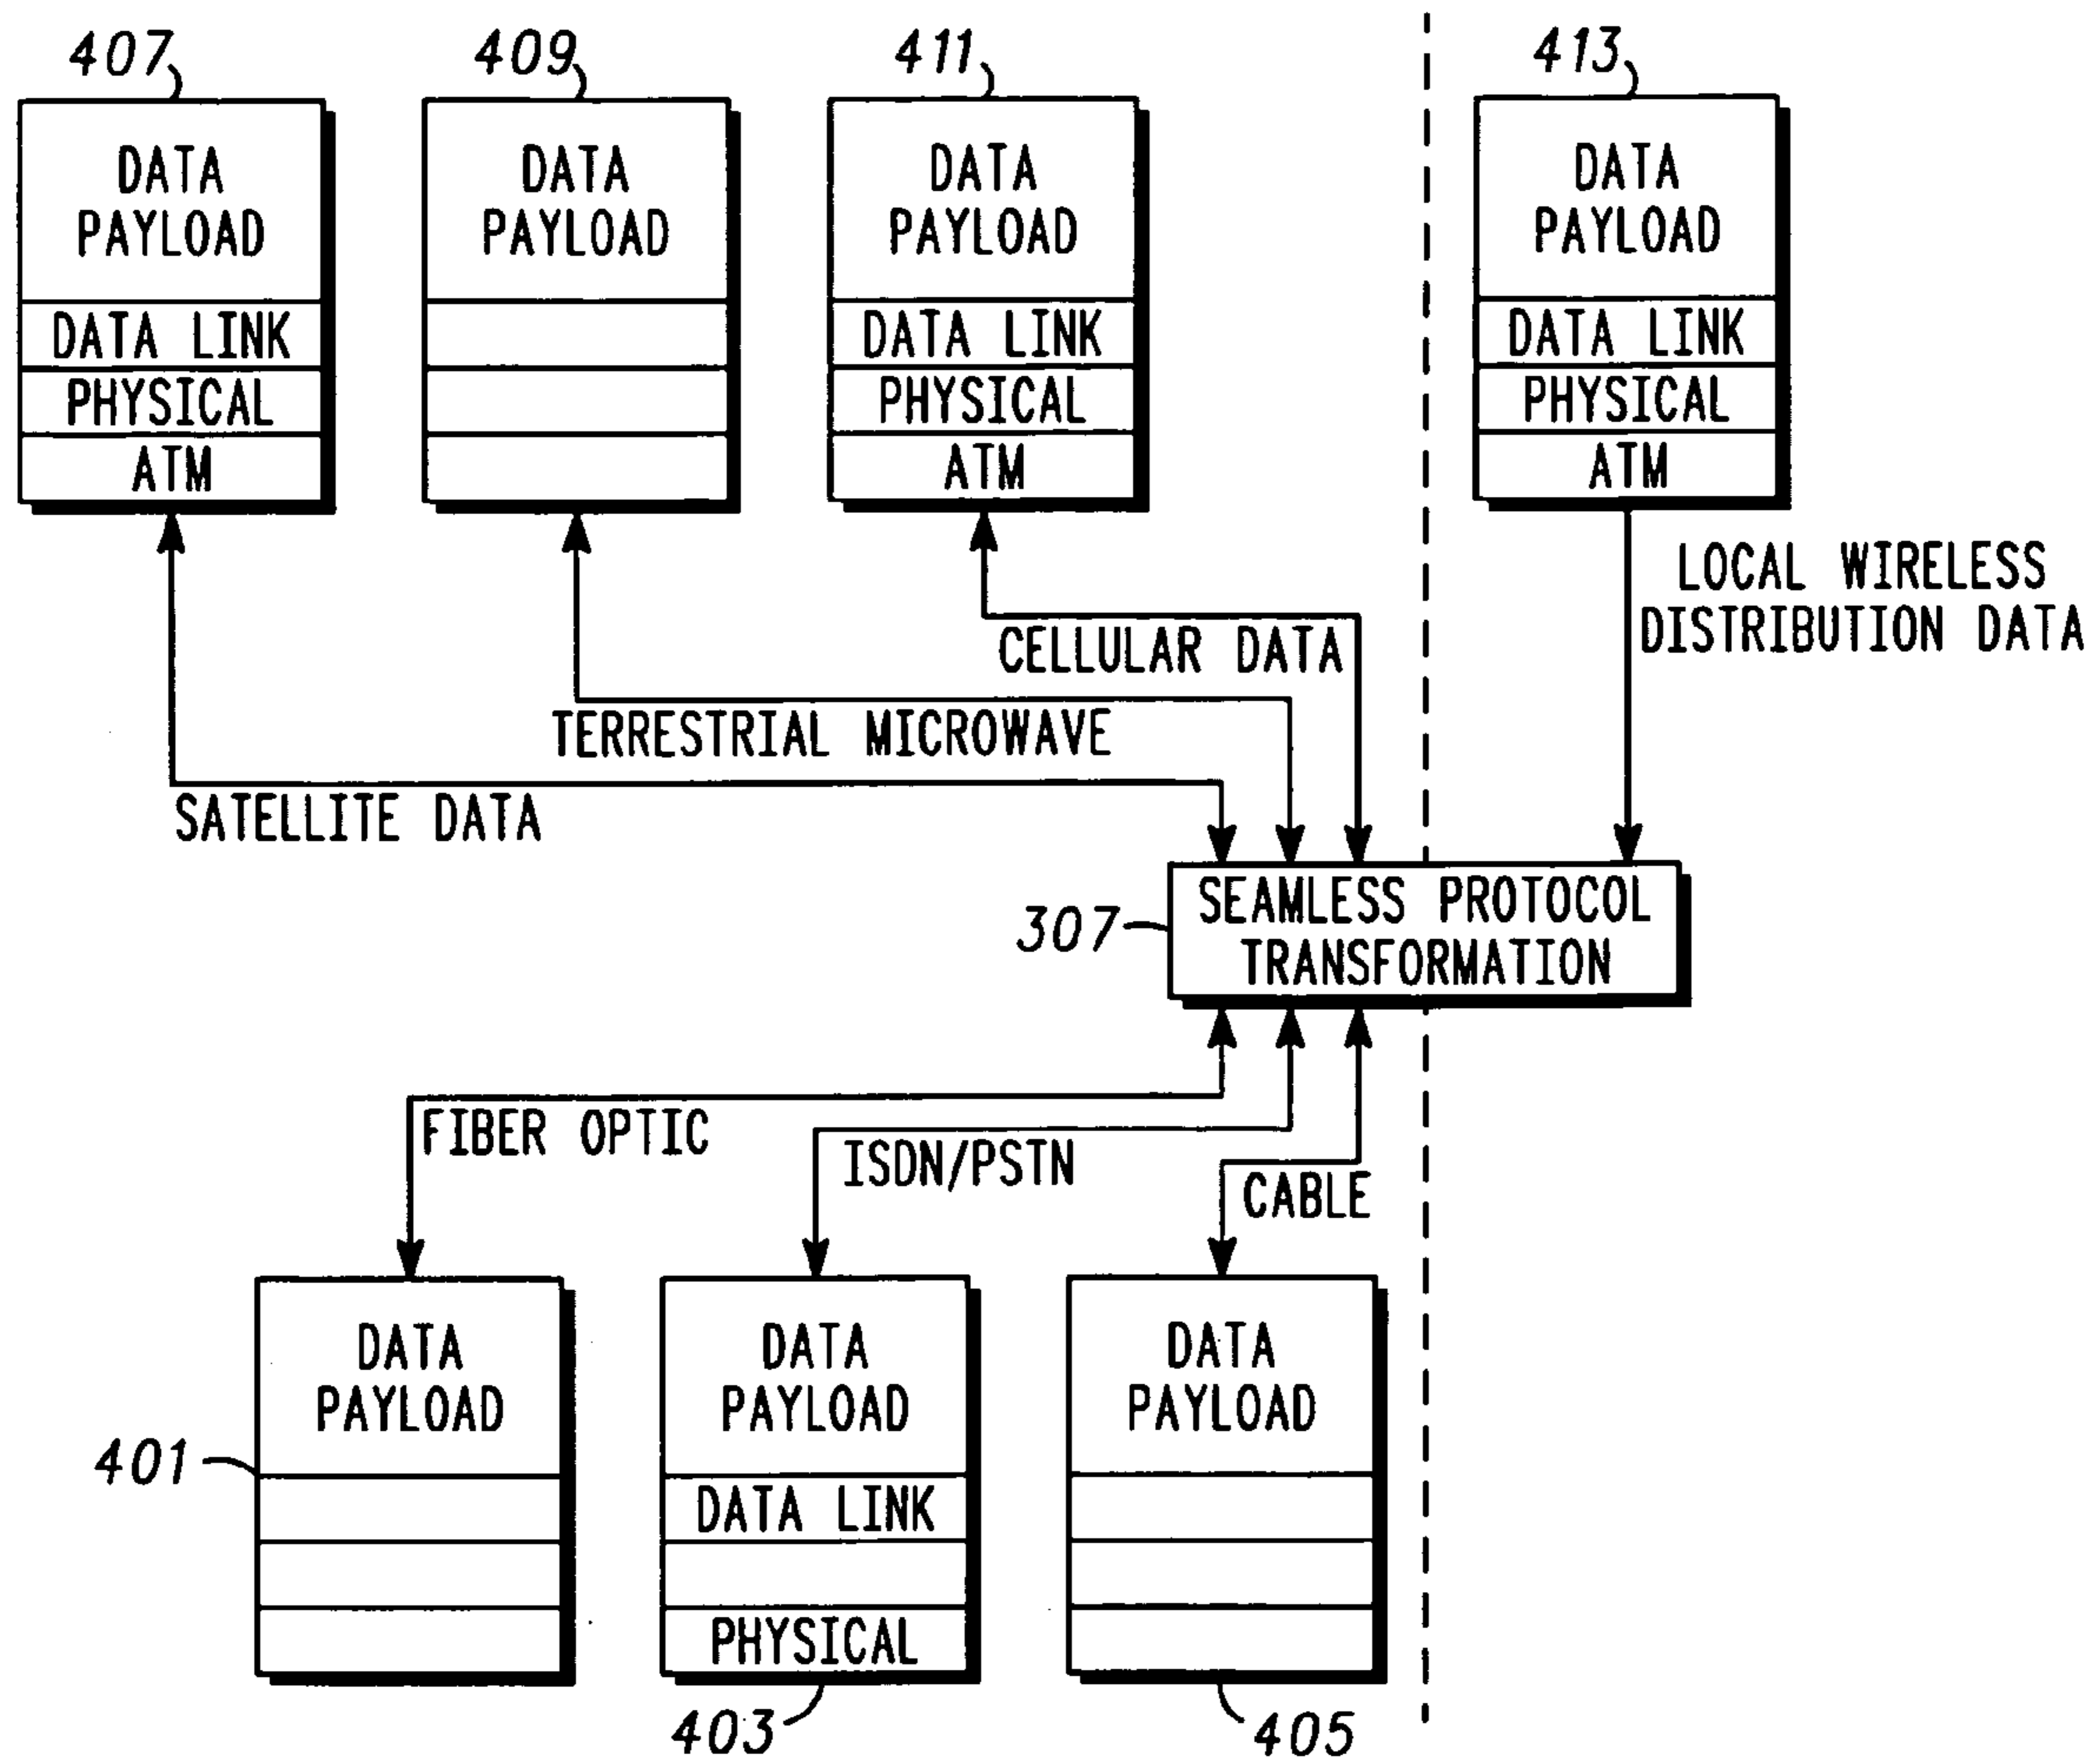 407
409
411
413
DATA
PAYLOAD
DATA LINK
PHYSICAL
ATM
DATA
PAYLOAD
DATA
PAYLOAD
DATA LINK
PHYSICAL
ATM
DATA
PAYLOAD
DATA LINK
PHYSICAL
ATM
LOCAL WIRELESS
DISTRIBUTION DATA
CELLULAR DATA
TERRESTRIAL MICROWAVE
SATELLITE DATA
307
SEAMLESS PROTOCOL
TRANSFORMATION
FIBER OPTIC
ISDN/PSTN
CABLE
401
DATA
PAYLOAD
DATA
PAYLOAD
DATA LINK
PHYSICAL
DATA
PAYLOAD
403
405